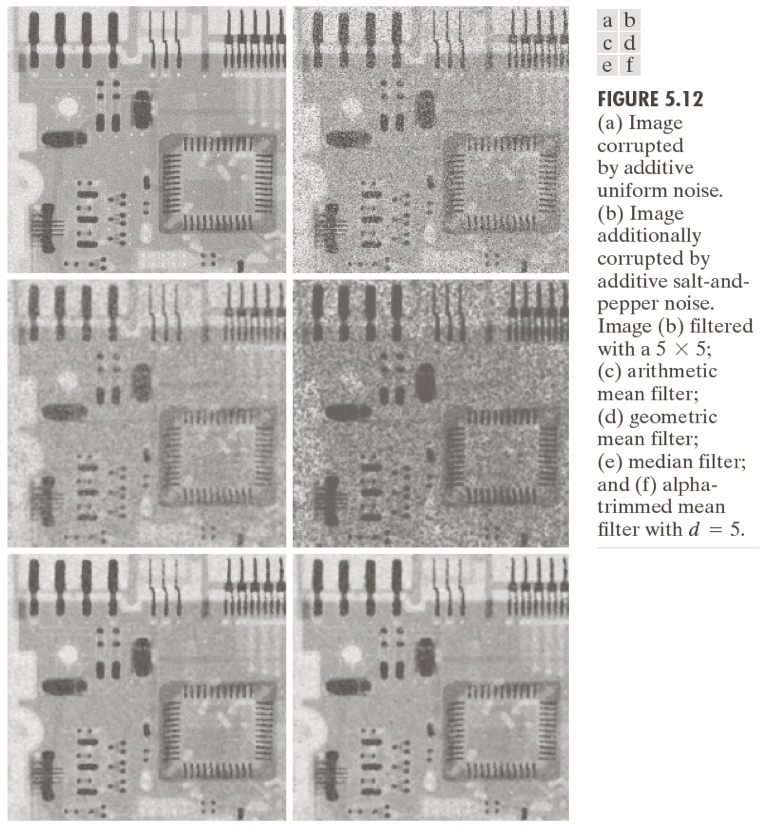 a b
c d
e f
FIGURE 5.12
(a) Image
corrupted
by additive
uniform noise.
(b) Image
additionally
corrupted by
additive salt-and-
pepper noise.
Image (b) filtered
with a 5 × 5;
(c) arithmetic
mean filter;
(d) geometric
mean filter;
(e) median filter;
and (f) alpha-
trimmed mean
filter with d = 5.